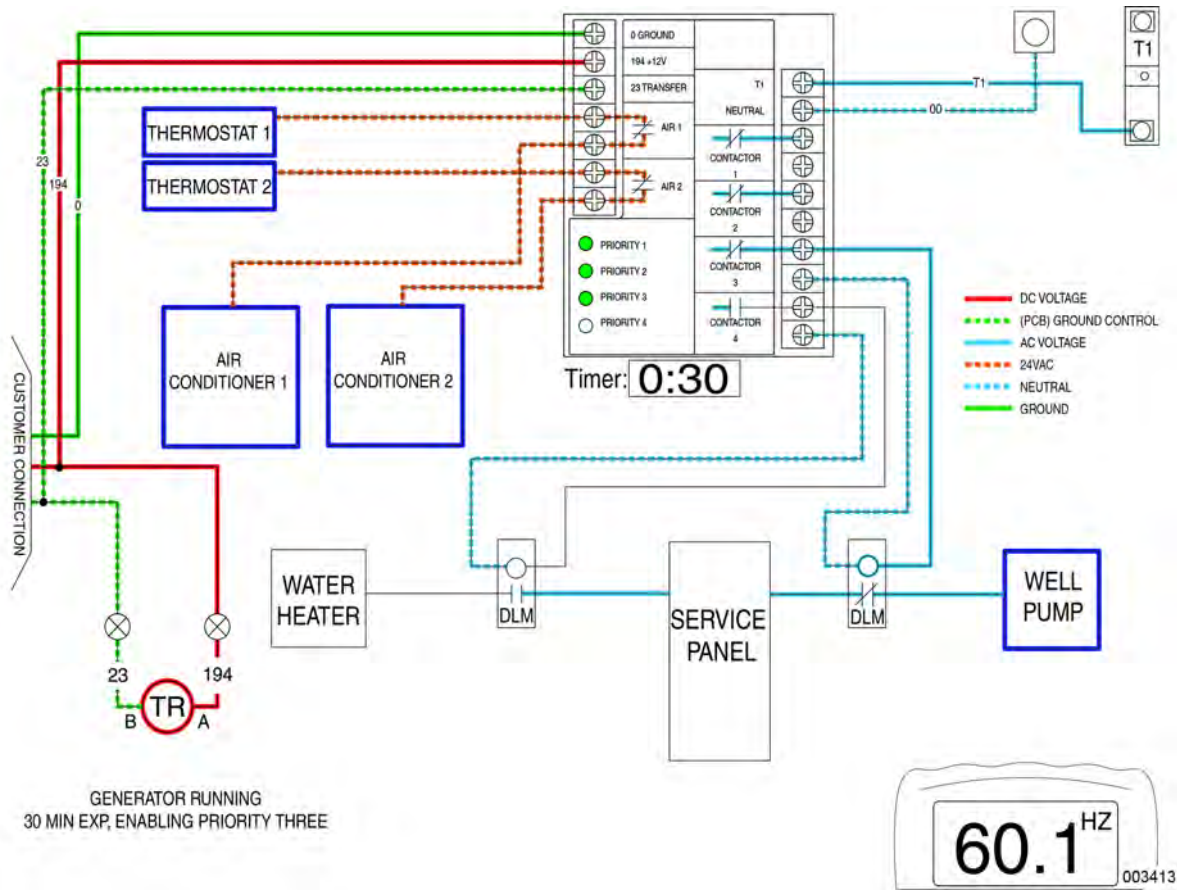 0 GROUND
194 +12V
23 TRANSFER
T1
NEUTRAL
AIR 1
CONTACTOR
1
AIR 2
CONTACTOR
2
CONTACTOR
3
CONTACTOR
4
PRIORITY 1
PRIORITY 2
PRIORITY 3
PRIORITY 4
Timer: 0:30
T1
00
T1
THERMOSTAT 1
THERMOSTAT 2
23
194
0
AIR
CONDITIONER 1
AIR
CONDITIONER 2
DC VOLTAGE
(PCB) GROUND CONTROL
AC VOLTAGE
24VAC
NEUTRAL
GROUND
CUSTOMER CONNECTION
WATER
HEATER
DLM
SERVICE
PANEL
DLM
WELL
PUMP
23
194
B
TR
A
GENERATOR RUNNING
30 MIN EXP, ENABLING PRIORITY THREE
60.1 HZ
003413